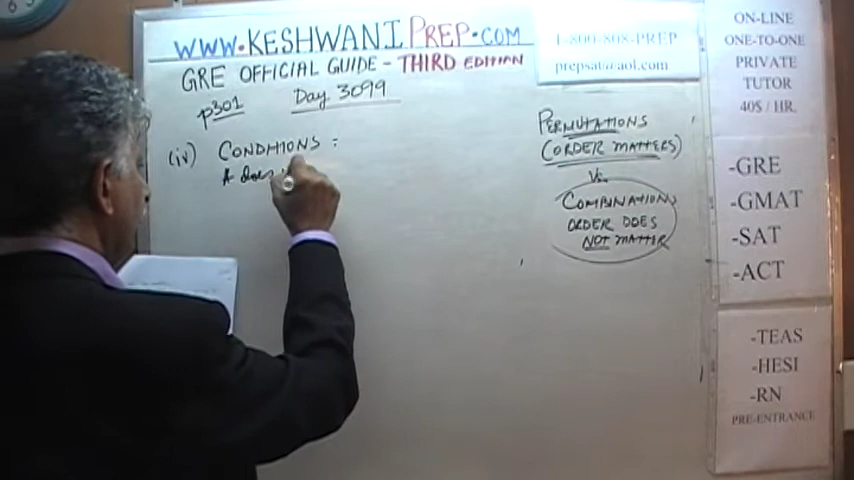 WWW.KESHWANIPREP.COM
GRE OFFICIAL GUIDE - THIRD EDITION
p301 Day 3099
(iv) CONDITIONS :
A does
1-800-808-PREP
prepsat@aol.com
PERMUTATIONS
(ORDER MATTERS)
Vs.
COMBINATIONS
ORDER DOES
NOT MATTER
ON-LINE
ONE-TO-ONE
PRIVATE
TUTOR
40$ / HR.
-GRE
-GMAT
-SAT
-ACT
-TEAS
-HESI
-RN
PRE-ENTRANCE